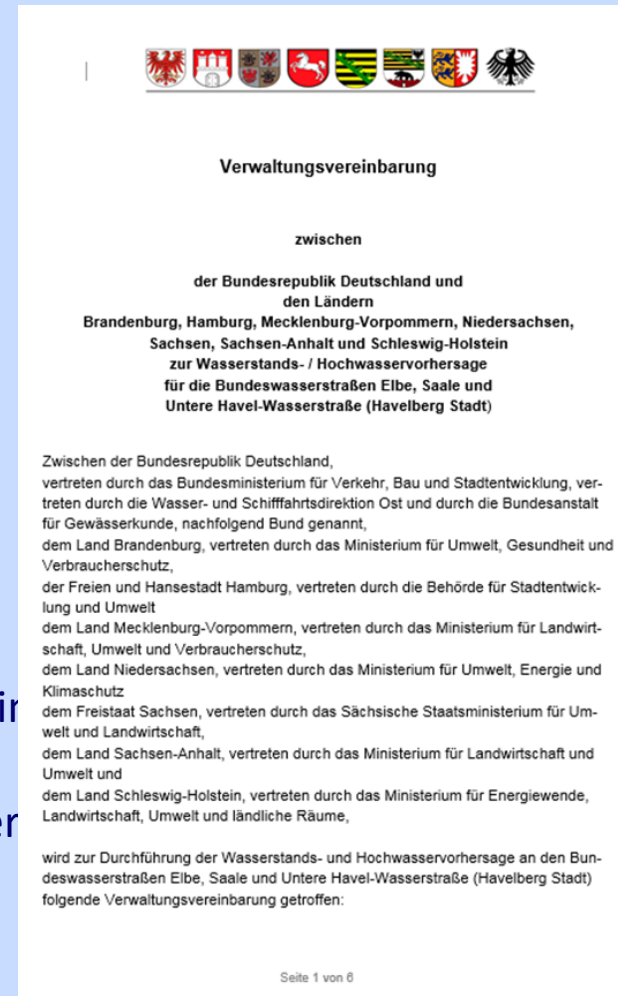 Verwaltungsvereinbarung
zwischen
der Bundesrepublik Deutschland und
den Ländern
Brandenburg, Hamburg, Mecklenburg-Vorpommern, Niedersachsen,
Sachsen, Sachsen-Anhalt und Schleswig-Holstein
zur Wasserstands- / Hochwasservorhersage
für die Bundeswasserstraßen Elbe, Saale und
Untere Havel-Wasserstraße (Havelberg Stadt)
Zwischen der Bundesrepublik Deutschland,
vertreten durch das Bundesministerium für Verkehr, Bau und Stadtentwicklung, ver-
treten durch die Wasser- und Schifffahrtsdirektion Ost und durch die Bundesanstalt
für Gewässerkunde, nachfolgend Bund genannt,
dem Land Brandenburg, vertreten durch das Ministerium für Umwelt, Gesundheit und
Verbraucherschutz,
der Freien und Hansestadt Hamburg, vertreten durch die Behörde für Stadtentwick-
lung und Umwelt
dem Land Mecklenburg-Vorpommern, vertreten durch das Ministerium für Landwirt-
schaft, Umwelt und Verbraucherschutz,
dem Land Niedersachsen, vertreten durch das Ministerium für Umwelt, Energie und
Klimaschutz
dem Freistaat Sachsen, vertreten durch das Sächsische Staatsministerium für Um-
welt und Landwirtschaft,
dem Land Sachsen-Anhalt, vertreten durch das Ministerium für Landwirtschaft und
Umwelt und
dem Land Schleswig-Holstein, vertreten durch das Ministerium für Energiewende,
Landwirtschaft, Umwelt und ländliche Räume,
wird zur Durchführung der Wasserstands- und Hochwasservorhersage an den Bun-
deswasserstraßen Elbe, Saale und Untere Havel-Wasserstraße (Havelberg Stadt)
folgende Verwaltungsvereinbarung getroffen:
Seite 1 von 6